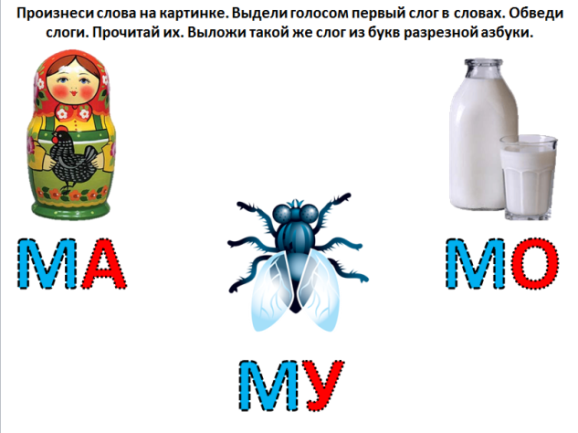 Произнеси слова на картинке. Выдели голосом первый слог в словах. Обведи
слоги. Прочитай их. Выложи такой же слог из букв разрезной азбуки.
МА
МО
МУ